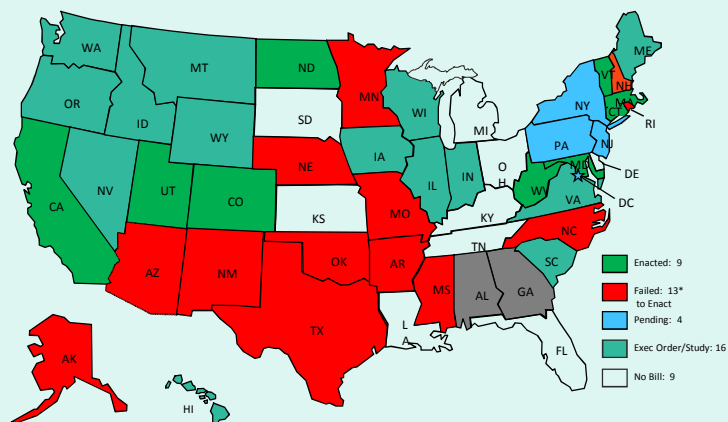 WA
MT
ND
MN
ME
VT
NH
OR
ID
WY
SD
WI
MI
NY
MA
CT
RI
NE
IA
PA
NJ
NV
UT
CO
IL
IN
O
H
MD
DE
CA
KS
MO
WV
VA
DC
KY
TN
NC
AZ
NM
OK
AR
SC
MS
AL
GA
TX
L
A
FL
AK
HI
Enacted: 9
Failed: 13*
to Enact
Pending: 4
Exec Order/Study: 16
No Bill: 9